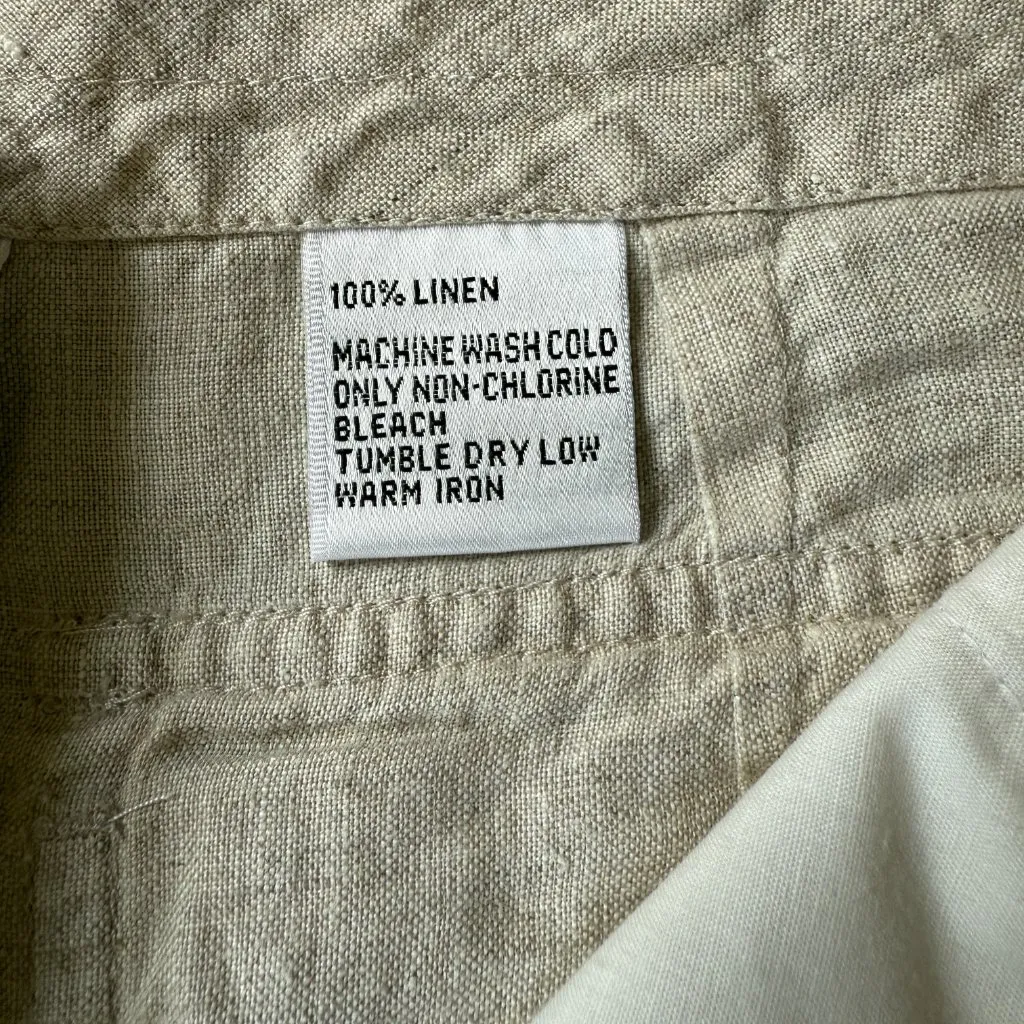 100% LINEN
MACHINE WASH COLD
ONLY NON-CHLORINE
BLEACH
TUMBLE DRY LOW
WARM IRON